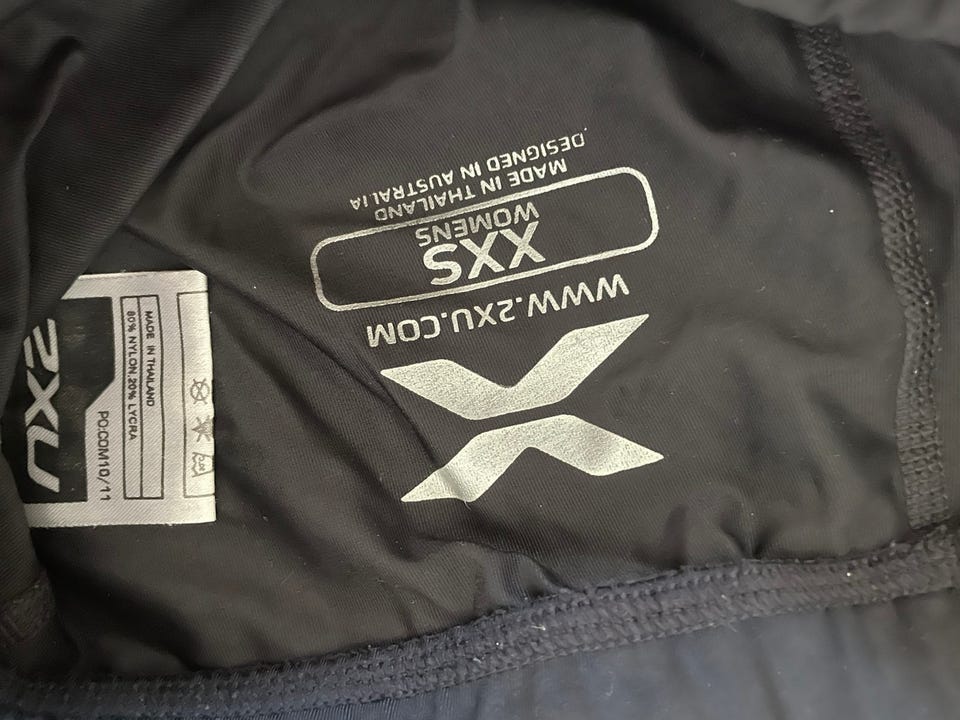 WWW.2XU.COM
XXS
WOMENS
MADE IN THAILAND
DESIGNED IN AUSTRALIA
2XU
MADE IN THAILAND
80% NYLON 20% LYCRA
PO:COM10/11